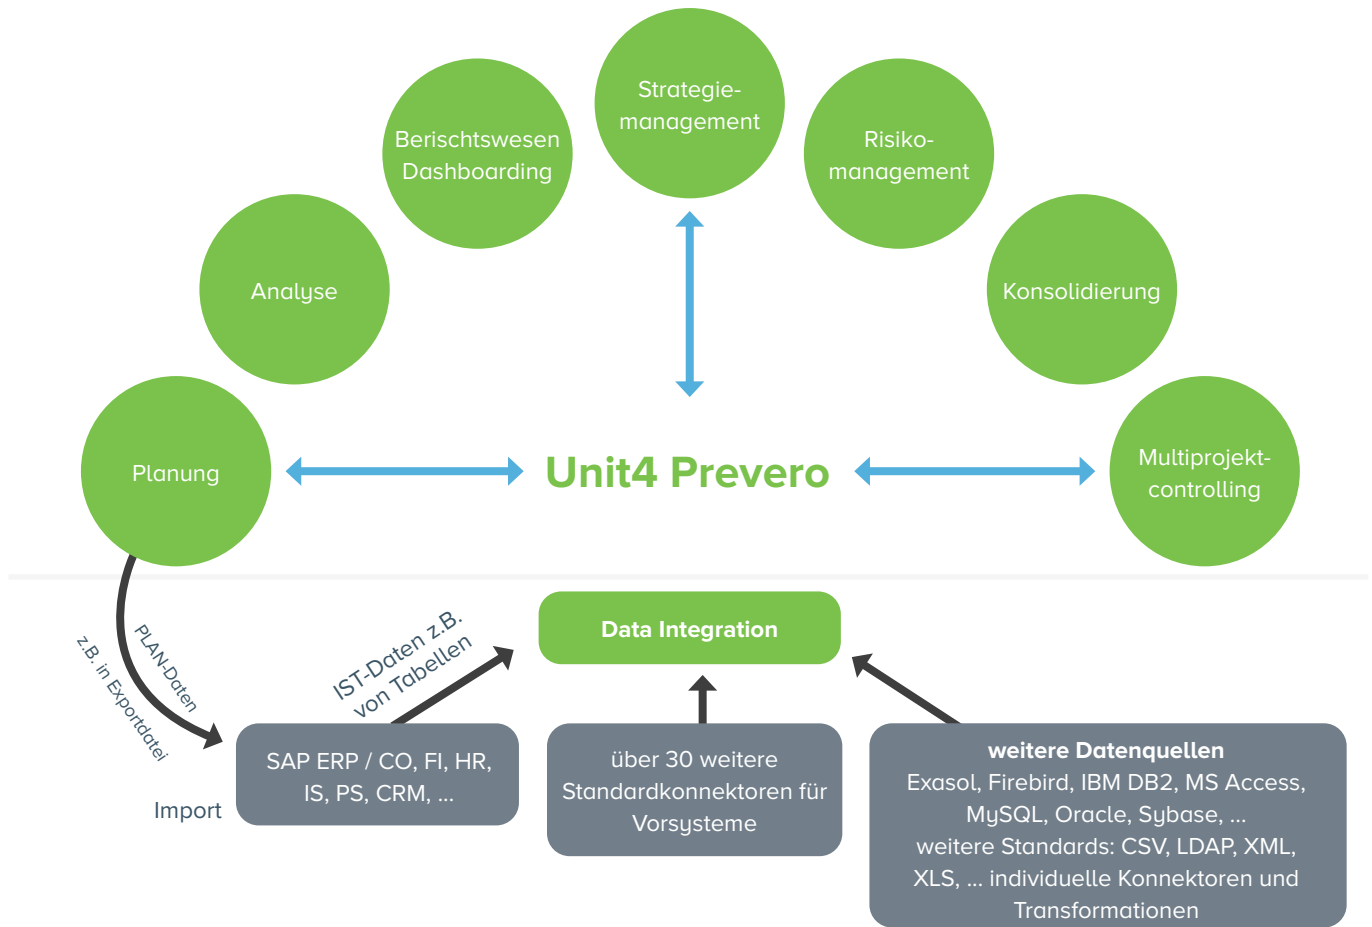 Strategie-
management
Berischtswesen
Dashboarding
Risiko-
management
Analyse
Konsolidierung
Planung
Unit4 Prevero
Multiprojekt-
controlling
PLAN-Daten
z.B. in Exportdatei
IST-Daten z.B.
von Tabellen
Data Integration
Import
SAP ERP / CO, FI, HR,
IS, PS, CRM, ...
über 30 weitere
Standardkonnektoren für
Vorsysteme
weitere Datenquellen
Exasol, Firebird, IBM DB2, MS Access,
MySQL, Oracle, Sybase, ...
weitere Standards: CSV, LDAP, XML,
XLS, ... individuelle Konnektoren und
Transformationen